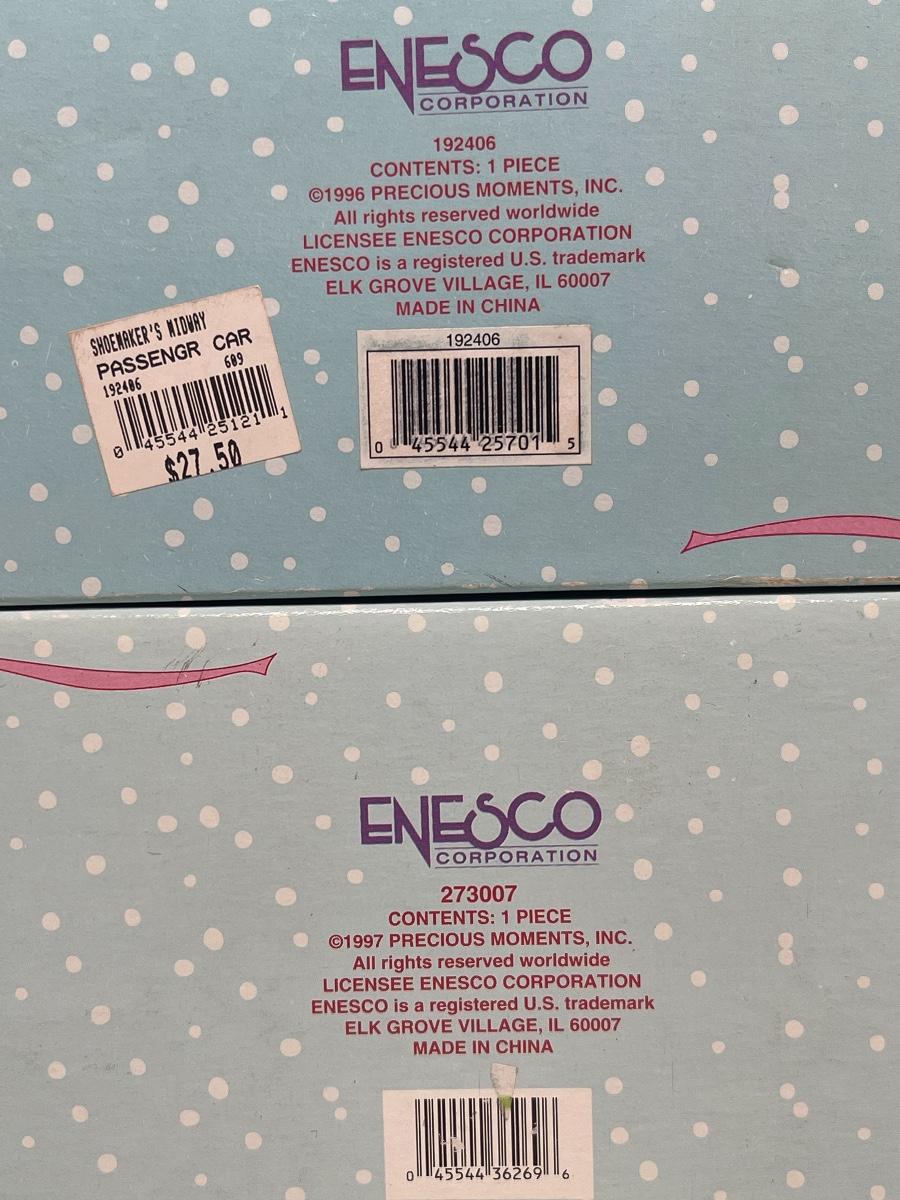 ENESCO
CORPORATION
192406
CONTENTS: 1 PIECE
©1996 PRECIOUS MOMENTS, INC.
All rights reserved worldwide
LICENSEE ENESCO CORPORATION
ENESCO is a registered U.S. trademark
ELK GROVE VILLAGE, IL 60007
MADE IN CHINA
SHOEMAKER'S MIDWAY
PASSENGR CAR
192406 609
0 45544 25121 1
$27.50
192406
0 45544 25701 5
ENESCO
CORPORATION
273007
CONTENTS: 1 PIECE
©1997 PRECIOUS MOMENTS, INC.
All rights reserved worldwide
LICENSEE ENESCO CORPORATION
ENESCO is a registered U.S. trademark
ELK GROVE VILLAGE, IL 60007
MADE IN CHINA
0 45544 36269 6